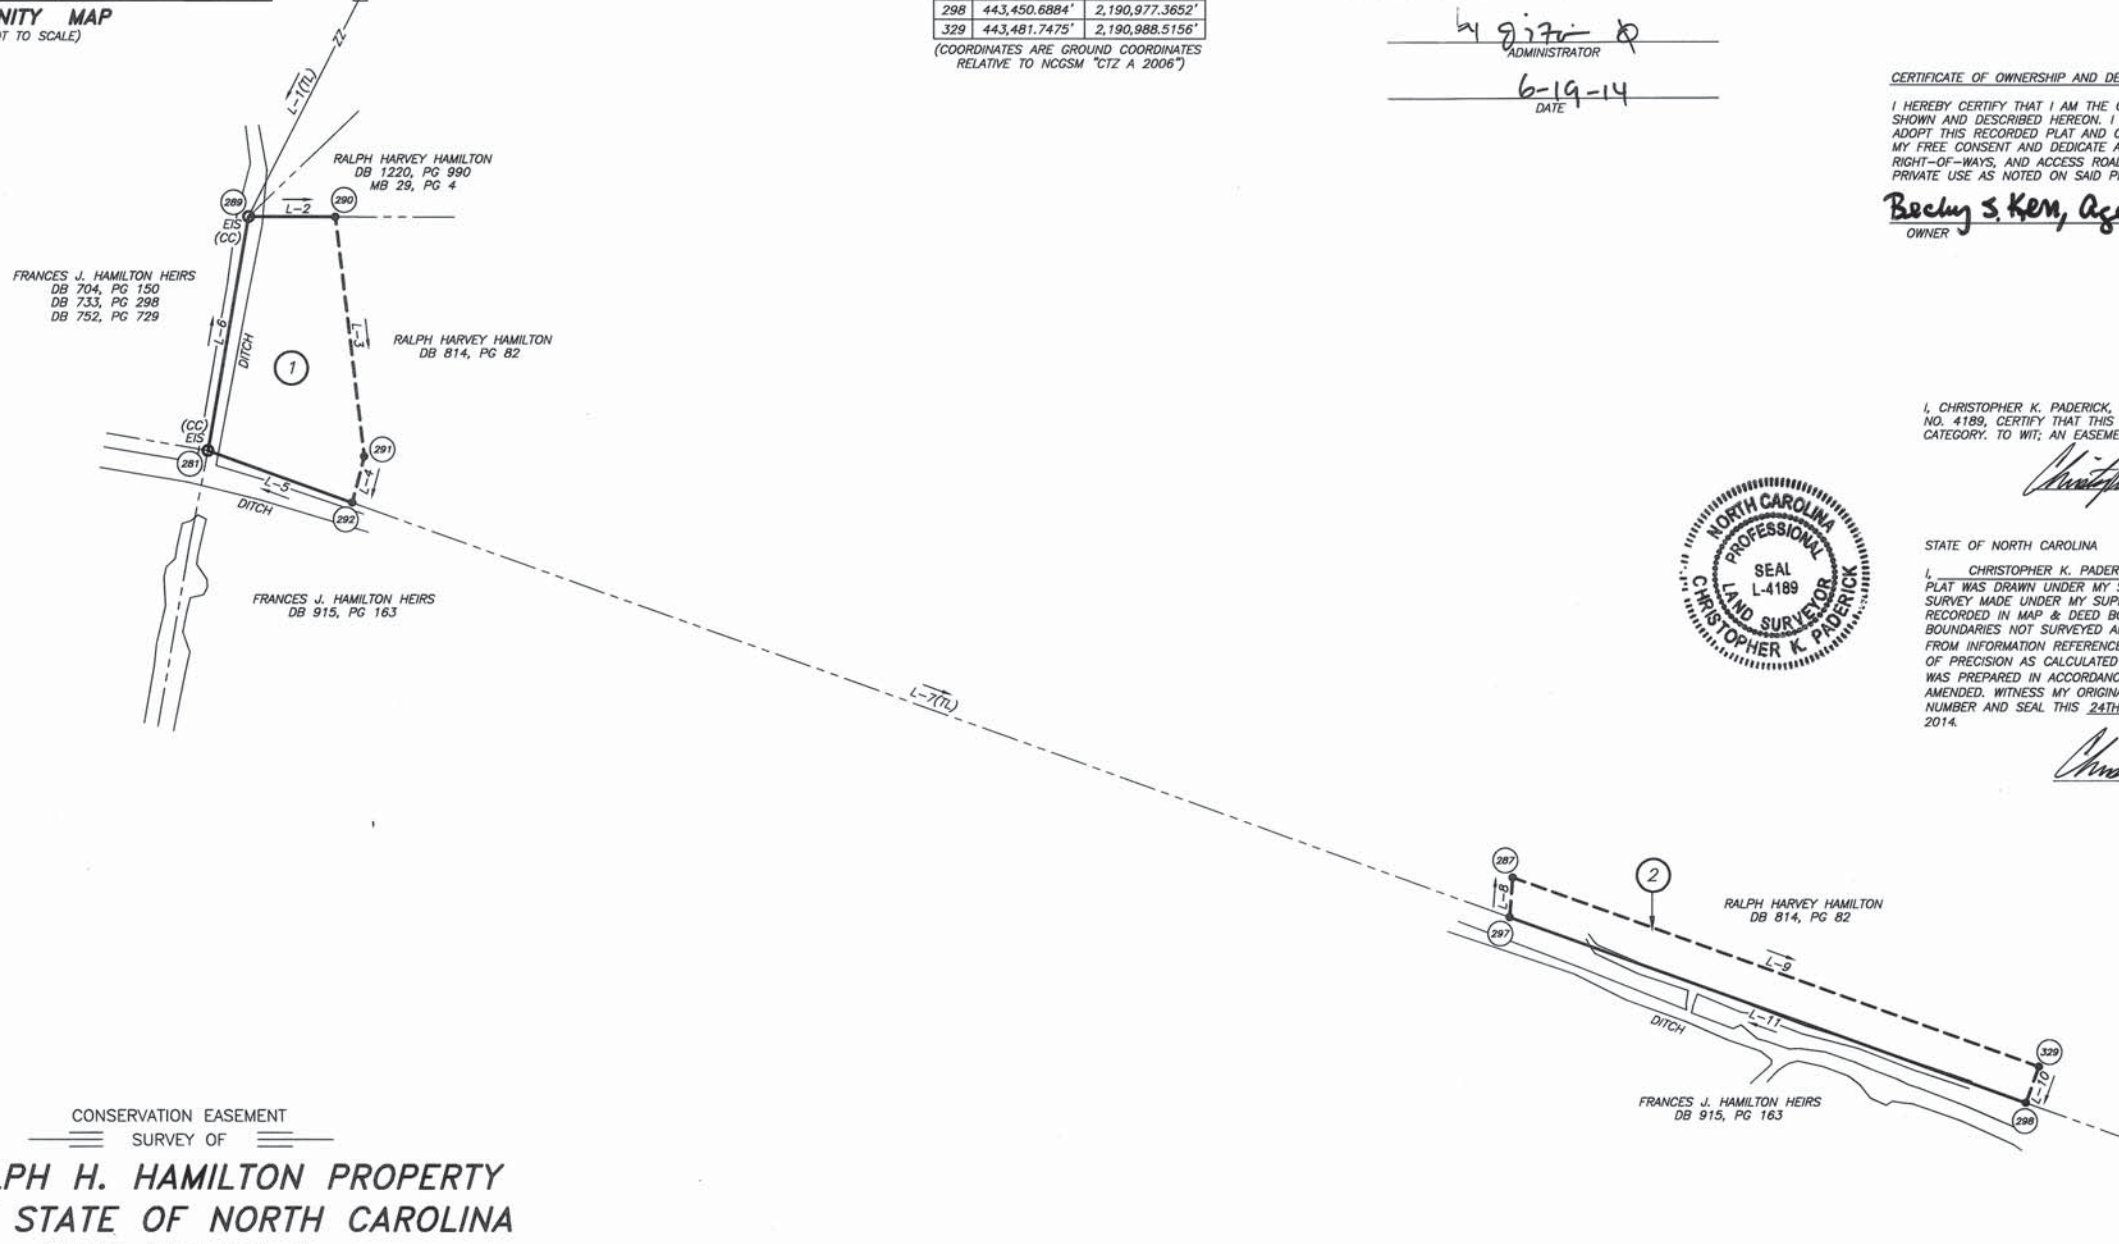 NITY MAP
T TO SCALE)
298 443,450.6884' 2,190,977.3652'
329 443,481.7475' 2,190,988.5156'
(COORDINATES ARE GROUND COORDINATES
RELATIVE TO NCGSM "CTZ A 2006")
ADMINISTRATOR
6-19-14
DATE
CERTIFICATE OF OWNERSHIP AND DE
I HEREBY CERTIFY THAT I AM THE
SHOWN AND DESCRIBED HEREON. I
ADOPT THIS RECORDED PLAT AND
MY FREE CONSENT AND DEDICATE A
RIGHT-OF-WAYS, AND ACCESS ROAD
PRIVATE USE AS NOTED ON SAID P
Becky S. Kerr,
OWNER
L-1(TL)
RALPH HARVEY HAMILTON
DB 1220, PG 990
MB 29, PG 4
289
290
L-2
EIS
(CC)
FRANCES J. HAMILTON HEIRS
DB 704, PG 150
DB 733, PG 298
DB 752, PG 729
L-6
DITCH
L-3
RALPH HARVEY HAMILTON
DB 814, PG 82
1
(CC)
EIS
281
291
L-4
L-5
DITCH
292
FRANCES J. HAMILTON HEIRS
DB 915, PG 163
L-7(TL)
I, CHRISTOPHER K. PADERICK,
NO. 4189, CERTIFY THAT THIS
CATEGORY. TO WIT; AN EASEME
NORTH CAROLINA
PROFESSIONAL
SEAL
L-4189
LAND SURVEYOR
CHRISTOPHER K. PADERICK
STATE OF NORTH CAROLINA
I, CHRISTOPHER K. PADER
PLAT WAS DRAWN UNDER MY S
SURVEY MADE UNDER MY SUP
RECORDED IN MAP & DEED BO
BOUNDARIES NOT SURVEYED A
FROM INFORMATION REFERENCE
OF PRECISION AS CALCULATED
WAS PREPARED IN ACCORDANC
AMENDED. WITNESS MY ORIGINA
NUMBER AND SEAL THIS 24TH
2014.
287
2
L-8
297
RALPH HARVEY HAMILTON
DB 814, PG 82
L-9
L-11
DITCH
329
L-10
298
FRANCES J. HAMILTON HEIRS
DB 915, PG 163
CONSERVATION EASEMENT
SURVEY OF
PH H. HAMILTON PROPERTY
STATE OF NORTH CAROLINA